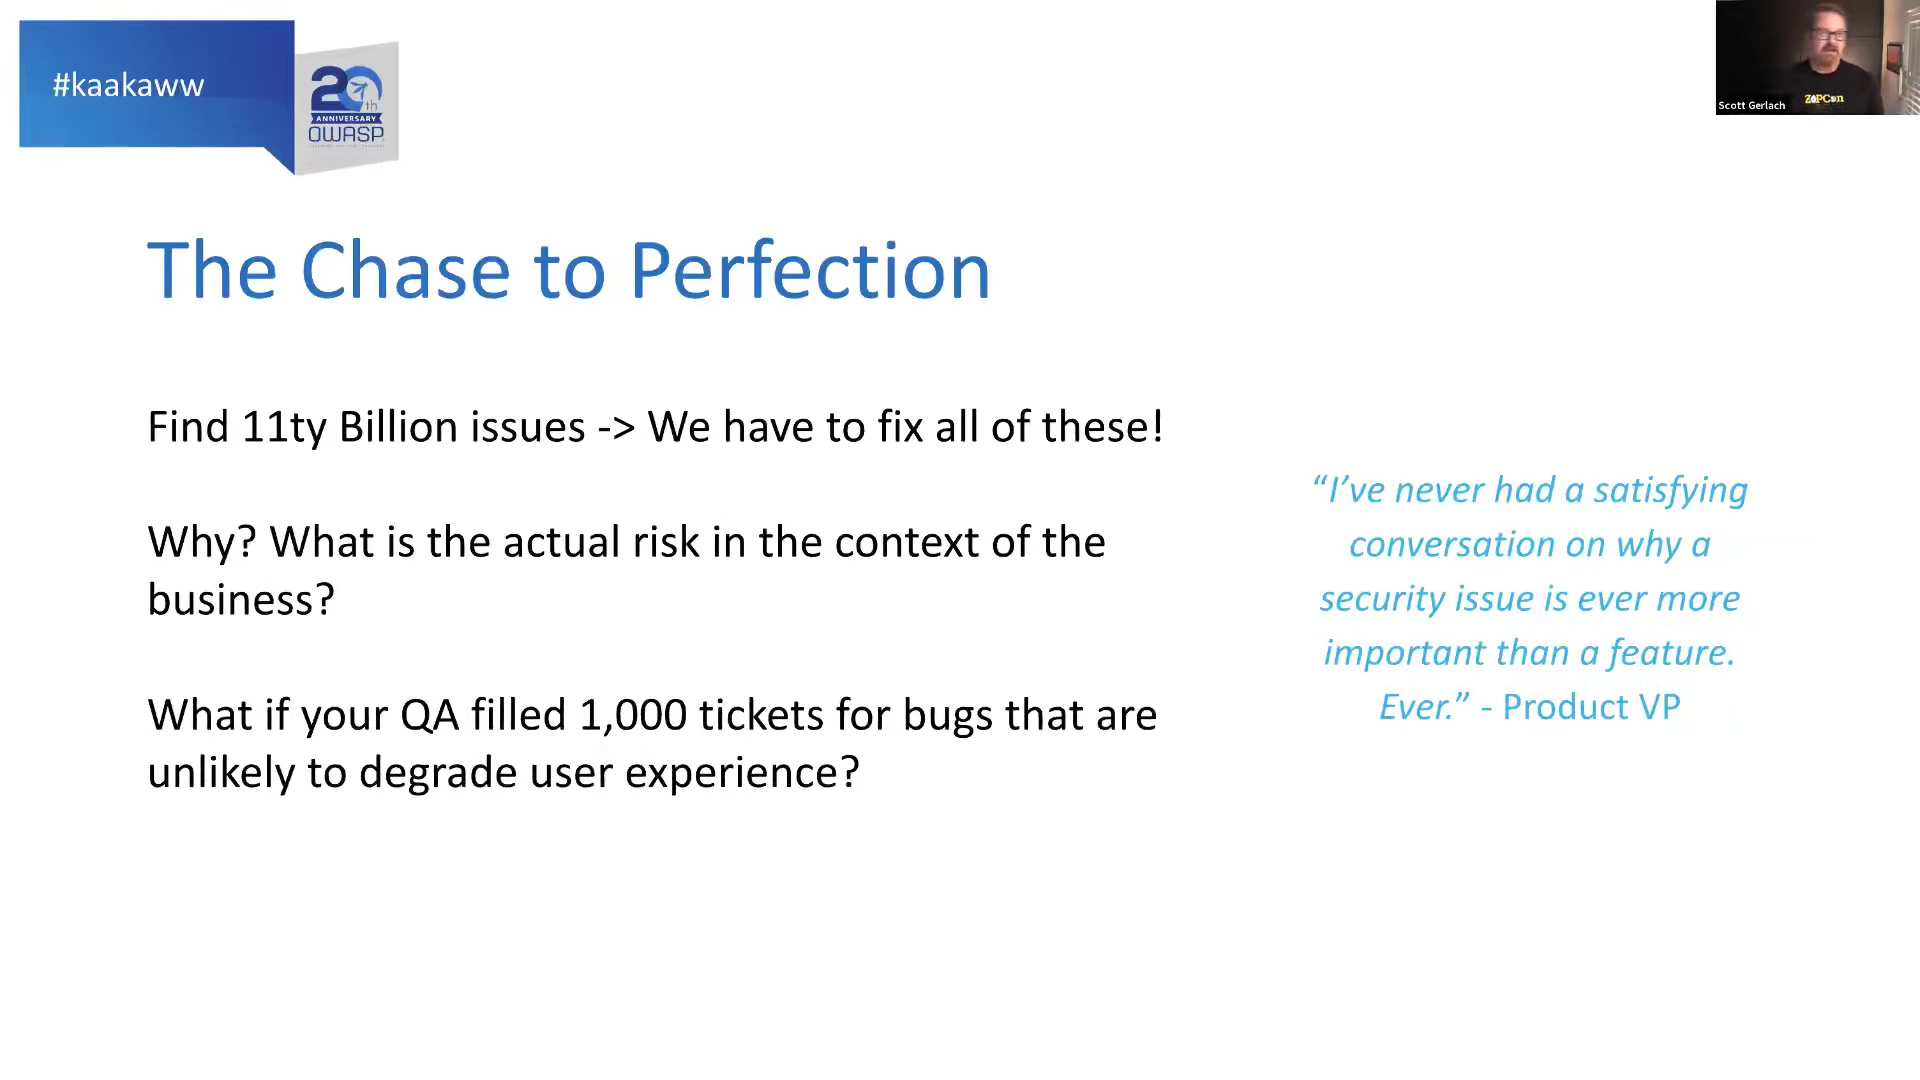 #kaakaww
20th
ANNIVERSARY
OWASP
Scott Gerlach
ZAPCon
The Chase to Perfection
Find 11ty Billion issues -> We have to fix all of these!
Why? What is the actual risk in the context of the
business?
What if your QA filled 1,000 tickets for bugs that are
unlikely to degrade user experience?
“I’ve never had a satisfying
conversation on why a
security issue is ever more
important than a feature.
Ever.” - Product VP